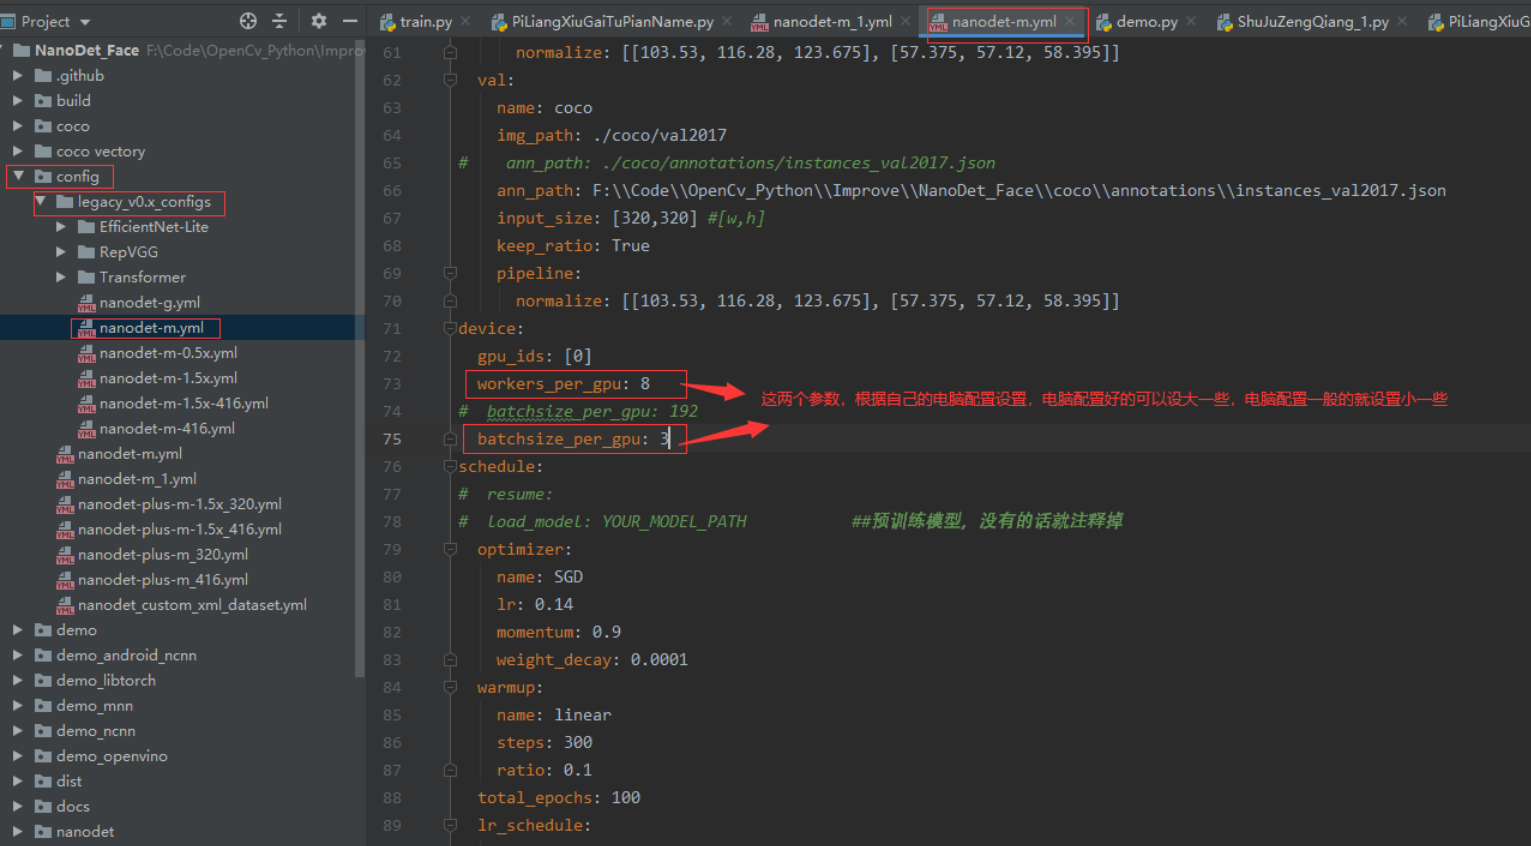 Project
train.py
PiLiangXiuGaiTuPianName.py
nanodet-m_1.yml
nanodet-m.yml
demo.py
ShuJuZengQiang_1.py
PiLiangXiuG
NanoDet_Face F:\Code\OpenCv_Python\Improv
.github
build
coco
coco vectory
config
legacy_v0.x_configs
EfficientNet-Lite
RepVGG
Transformer
nanodet-g.yml
nanodet-m.yml
nanodet-m-0.5x.yml
nanodet-m-1.5x.yml
nanodet-m-1.5x-416.yml
nanodet-m-416.yml
nanodet-m.yml
nanodet-m_1.yml
nanodet-plus-m-1.5x_320.yml
nanodet-plus-m-1.5x_416.yml
nanodet-plus-m_320.yml
nanodet-plus-m_416.yml
nanodet_custom_xml_dataset.yml
demo
demo_android_ncnn
demo_libtorch
demo_mnn
demo_ncnn
demo_openvino
dist
docs
nanodet
61 normalize: [[103.53, 116.28, 123.675], [57.375, 57.12, 58.395]]
62 val:
63 name: coco
64 img_path: ./coco/val2017
65 # ann_path: ./coco/annotations/instances_val2017.json
66 ann_path: F:\\Code\\OpenCv_Python\\Improve\\NanoDet_Face\\coco\\annotations\\instances_val2017.json
67 input_size: [320,320] #[w,h]
68 keep_ratio: True
69 pipeline:
70 normalize: [[103.53, 116.28, 123.675], [57.375, 57.12, 58.395]]
71 device:
72 gpu_ids: [0]
73 workers_per_gpu: 8
这两个参数，根据自己的电脑配置设置，电脑配置好的可以设大一些，电脑配置一般的就设置小一些
74 # batchsize_per_gpu: 192
75 batchsize_per_gpu: 3
76 schedule:
77 # resume:
78 # load_model: YOUR_MODEL_PATH ##预训练模型，没有的话就注释掉
79 optimizer:
80 name: SGD
81 lr: 0.14
82 momentum: 0.9
83 weight_decay: 0.0001
84 warmup:
85 name: linear
86 steps: 300
87 ratio: 0.1
88 total_epochs: 100
89 lr_schedule: